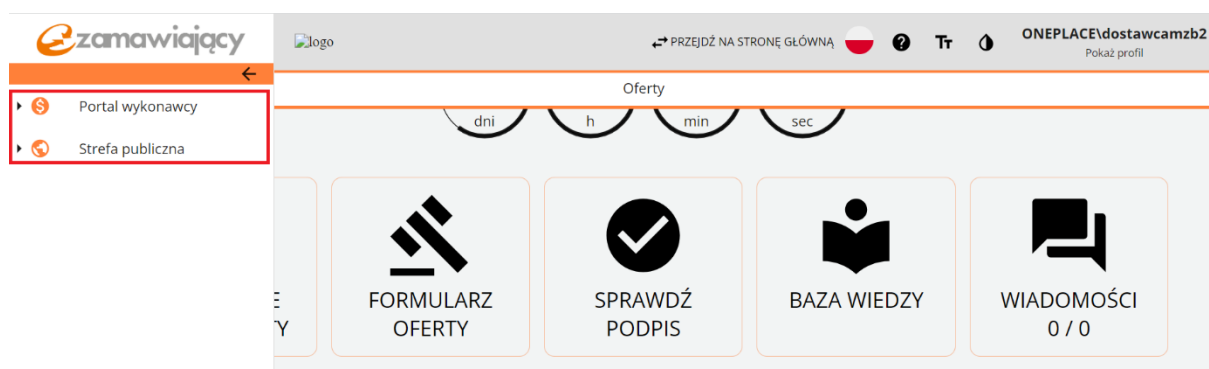 ezamawiający
logo
PRZEJDŹ NA STRONĘ GŁÓWNĄ
Tт
ONEPLACE\dostawcamzb2
Pokaż profil
Oferty
Portal wykonawcy
Strefa publiczna
dni h min sec
E
Y
FORMULARZ
OFERTY
SPRAWDŹ
PODPIS
BAZA WIEDZY
WIADOMOŚCI
0 / 0